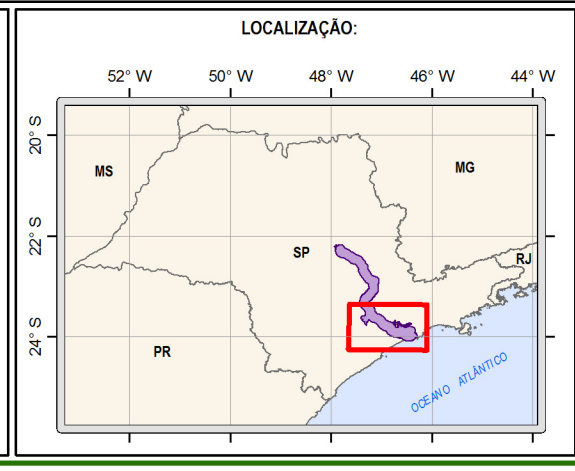 LOCALIZAÇÃO:
52° W 50° W 48° W 46° W 44° W
20° S
MS
MG
22° S
SP
RJ
24° S
PR
OCEANO ATLÂNTICO